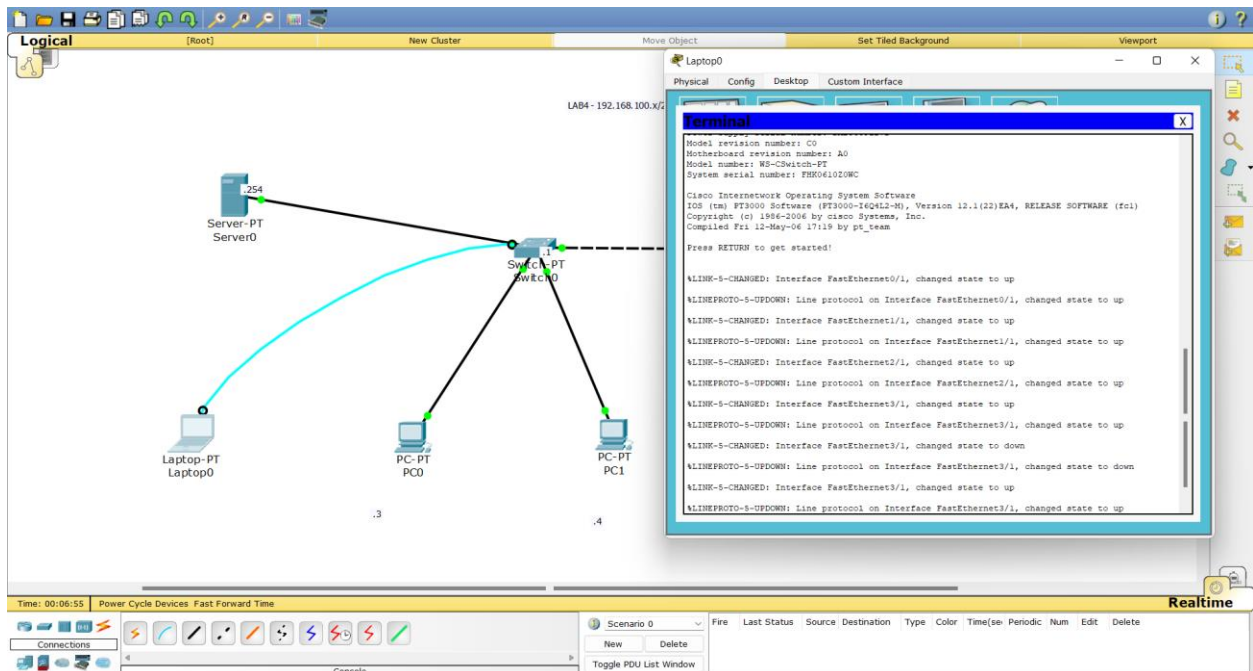 Logical
[Root]
New Cluster
Move Object
Set Tiled Background
Viewport
Laptop0
Physical Config Desktop Custom Interface
LAB4 - 192.168.100.x/2
Terminal
X
Model revision number: C0
Motherboard revision number: A0
Model number: WS-CSwitch-PT
System serial number: FHK0610Z0WC
Cisco Internetwork Operating System Software
IOS (tm) PT3000 Software (PT3000-I6Q4L2-M), Version 12.1(22)EA4, RELEASE SOFTWARE (fc1)
Copyright (c) 1986-2006 by cisco Systems, Inc.
Compiled Fri 12-May-06 17:19 by pt_team
Press RETURN to get started!
%LINK-5-CHANGED: Interface FastEthernet0/1, changed state to up
%LINEPROTO-5-UPDOWN: Line protocol on Interface FastEthernet0/1, changed state to up
%LINK-5-CHANGED: Interface FastEthernet1/1, changed state to up
%LINEPROTO-5-UPDOWN: Line protocol on Interface FastEthernet1/1, changed state to up
%LINK-5-CHANGED: Interface FastEthernet2/1, changed state to up
%LINEPROTO-5-UPDOWN: Line protocol on Interface FastEthernet2/1, changed state to up
%LINK-5-CHANGED: Interface FastEthernet3/1, changed state to up
%LINEPROTO-5-UPDOWN: Line protocol on Interface FastEthernet3/1, changed state to up
%LINK-5-CHANGED: Interface FastEthernet3/1, changed state to down
%LINEPROTO-5-UPDOWN: Line protocol on Interface FastEthernet3/1, changed state to down
%LINK-5-CHANGED: Interface FastEthernet3/1, changed state to up
%LINEPROTO-5-UPDOWN: Line protocol on Interface FastEthernet3/1, changed state to up
.254
Server-PT
Server0
.1
Switch-PT
Switch0
Laptop-PT
Laptop0
PC-PT
PC0
PC-PT
PC1
.3
.4
Time: 00:06:55 Power Cycle Devices Fast Forward Time
Realtime
Connections
Console
Scenario 0
New Delete
Toggle PDU List Window
Fire Last Status Source Destination Type Color Time(se Periodic Num Edit Delete